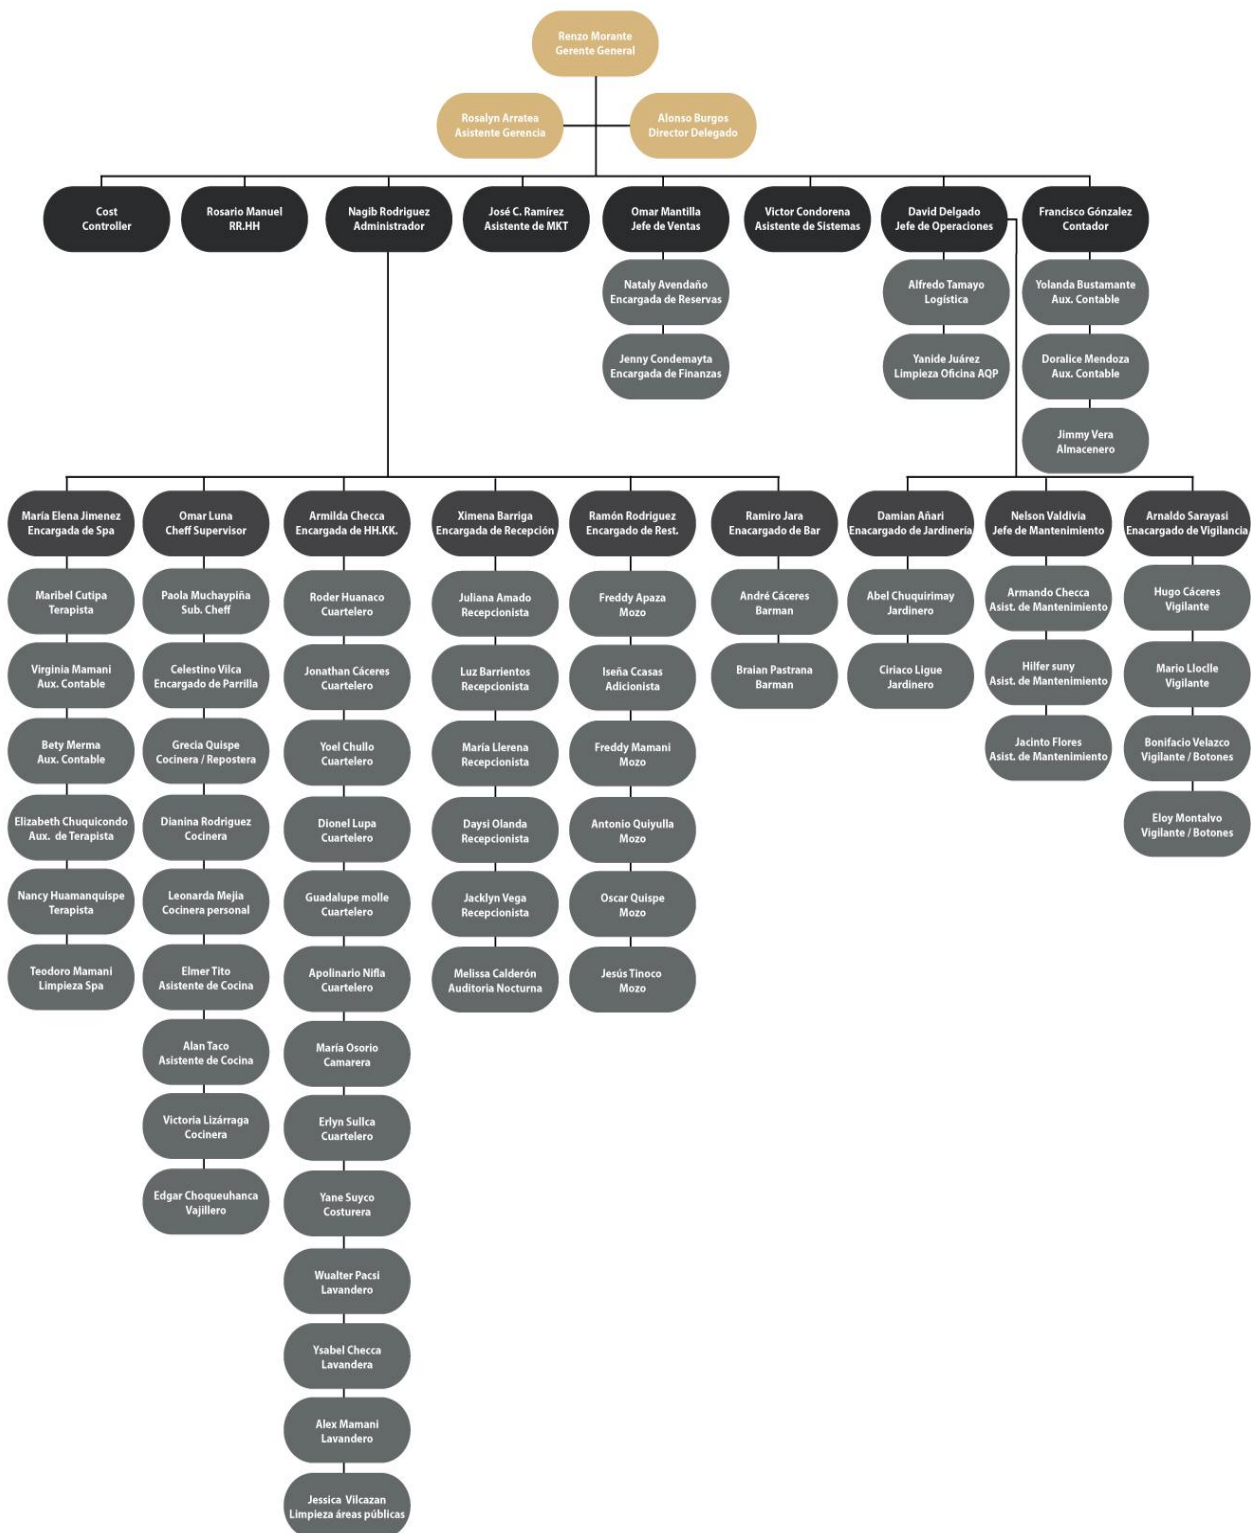 Renzo Morante
Gerente General
Rosalyn Arratea
Asistente Gerencia
Alonso Burgos
Director Delegado
Cost
Controller
Rosario Manuel
RR.HH
Nagib Rodriguez
Administrador
José C. Ramírez
Asistente de MKT
Omar Mantilla
Jefe de Ventas
Victor Condorena
Asistente de Sistemas
David Delgado
Jefe de Operaciones
Francisco Gónzalez
Contador
Nataly Avendaño
Encargada de Reservas
Alfredo Tamayo
Logística
Yolanda Bustamante
Aux. Contable
Jenny Condemayta
Encargada de Finanzas
Yanide Juárez
Limpieza Oficina AQP
Doralice Mendoza
Aux. Contable
Jimmy Vera
Almacenero
María Elena Jimenez
Encargada de Spa
Omar Luna
Cheff Supervisor
Armilda Checca
Encargada de HH.KK.
Ximena Barriga
Encargada de Recepción
Ramón Rodriguez
Encargado de Rest.
Ramiro Jara
Enacargado de Bar
Damian Añari
Enacargado de Jardinería
Nelson Valdivia
Jefe de Mantenimiento
Arnaldo Sarayasi
Enacargado de Vigilancia
Maribel Cutipa
Terapista
Virginia Mamani
Aux. Contable
Bety Merma
Aux. Contable
Elizabeth Chuquicondo
Aux. de Terapista
Nancy Huamanquispe
Terapista
Teodoro Mamani
Limpieza Spa
Paola Muchaypiña
Sub. Cheff
Celestino Vilca
Encargado de Parrilla
Grecia Quispe
Cocinera / Repostera
Dianina Rodriguez
Cocinera
Leonarda Mejia
Cocinera personal
Elmer Tito
Asistente de Cocina
Alan Taco
Asistente de Cocina
Victoria Lizárraga
Cocinera
Edgar Choqueuhanca
Vajillero
Roder Huanaco
Cuartelero
Jonathan Cáceres
Cuartelero
Yoel Chullo
Cuartelero
Dionel Lupa
Cuartelero
Guadalupe molle
Cuartelero
Apolinario Nifla
Cuartelero
María Osorio
Camarera
Erlyn Sullca
Cuartelero
Yane Suyco
Costurera
Wualter Pacsi
Lavandero
Ysabel Checca
Lavandera
Alex Mamani
Lavandero
Jessica Vilcazan
Limpieza áreas públicas
Juliana Amado
Recepcionista
Luz Barrientos
Recepcionista
María Llerena
Recepcionista
Daysi Olanda
Recepcionista
Jacklyn Vega
Recepcionista
Melissa Calderón
Auditoria Nocturna
Freddy Apaza
Mozo
Iseña Ccasas
Adicionista
Freddy Mamani
Mozo
Antonio Quiyulla
Mozo
Oscar Quispe
Mozo
Jesús Tinoco
Mozo
André Cáceres
Barman
Braian Pastrana
Barman
Abel Chuquirimay
Jardinero
Ciriaco Ligue
Jardinero
Armando Checca
Asist. de Mantenimiento
Hilfer suny
Asist. de Mantenimiento
Jacinto Flores
Asist. de Mantenimiento
Hugo Cáceres
Vigilante
Mario Lloclle
Vigilante
Bonifacio Velazco
Vigilante / Botones
Eloy Montalvo
Vigilante / Botones